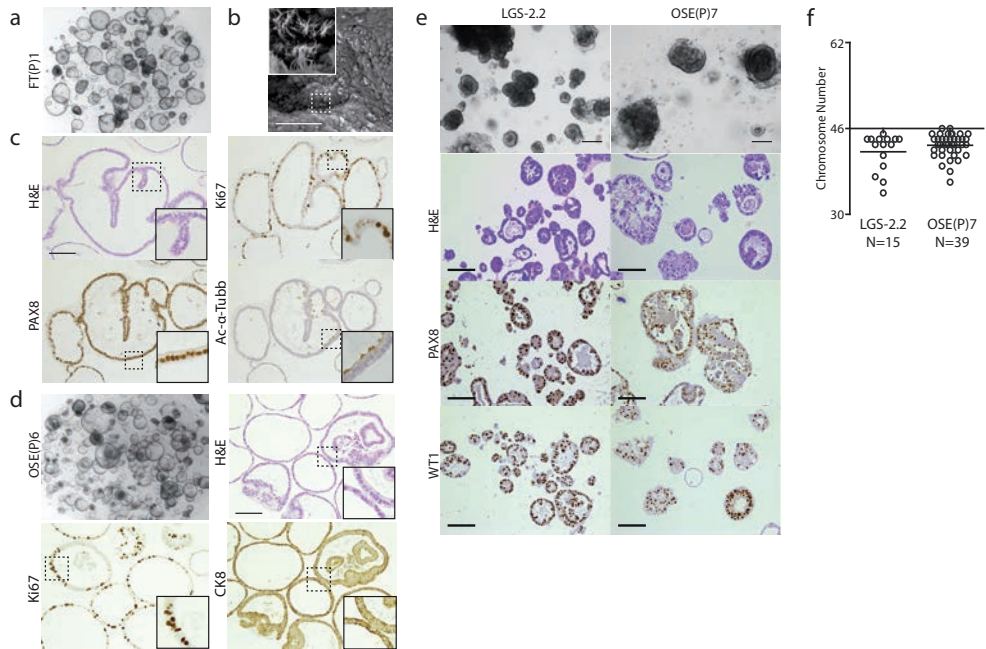 a
FT(P)1
b
c
H&E
Ki67
PAX8
Ac-α-Tubb
d
OSE(P)6
H&E
Ki67
CK8
e
LGS-2.2
OSE(P)7
H&E
PAX8
WT1
f
62
46
30
Chromosome Number
LGS-2.2
OSE(P)7
N=15
N=39